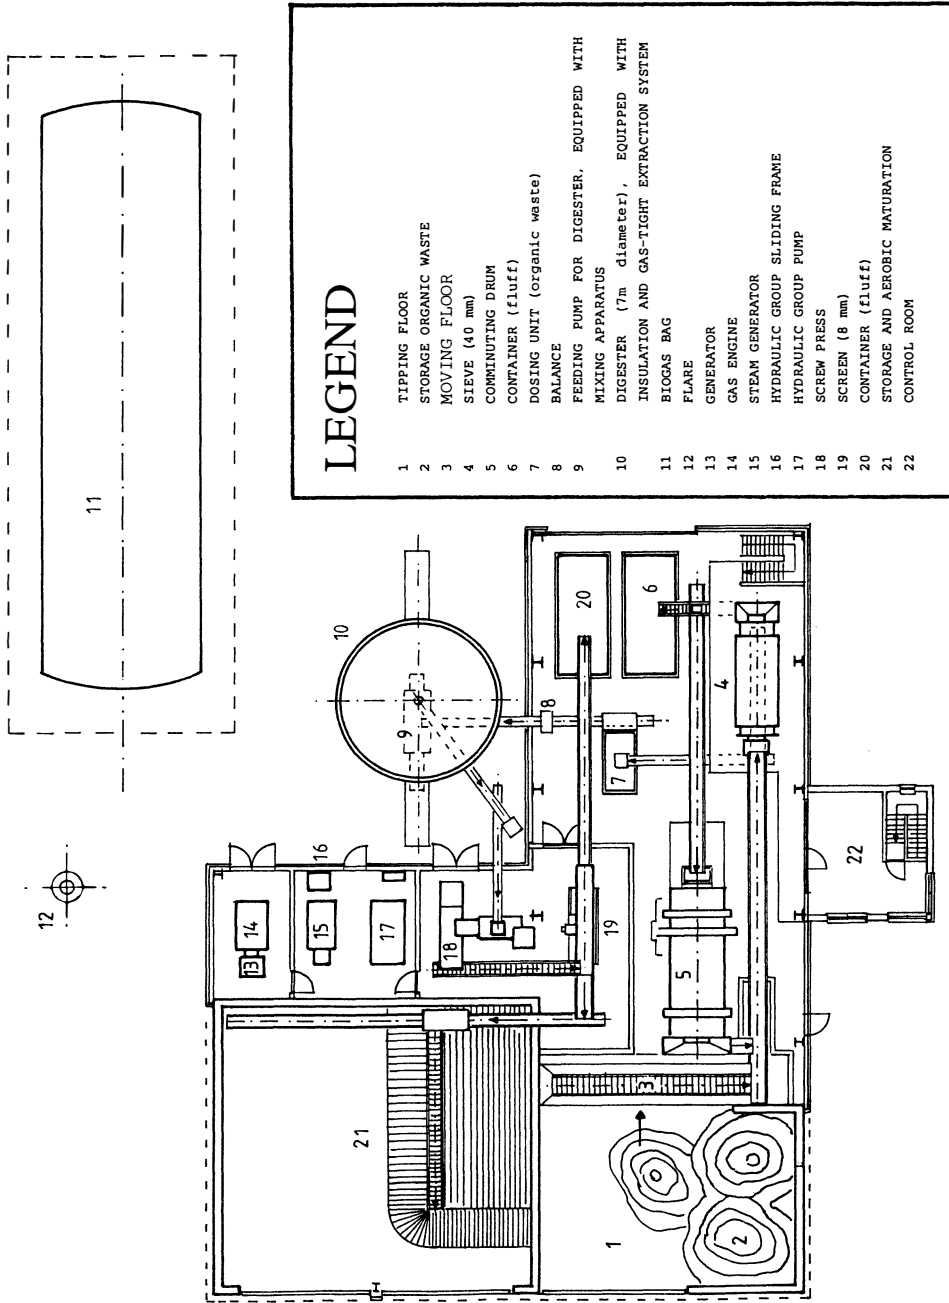 LEGEND
1 TIPPING FLOOR
2 STORAGE ORGANIC WASTE
3 MOVING FLOOR
4 SIEVE (40 mm)
5 COMMINUTING DRUM
6 CONTAINER (fluff)
7 DOSING UNIT (organic waste)
8 BALANCE
9 FEEDING PUMP FOR DIGESTER, EQUIPPED WITH
MIXING APPARATUS
10 DIGESTER (7m diameter), EQUIPPED WITH
INSULATION AND GAS-TIGHT EXTRACTION SYSTEM
11 BIOGAS BAG
12 FLARE
13 GENERATOR
14 GAS ENGINE
15 STEAM GENERATOR
16 HYDRAULIC GROUP SLIDING FRAME
17 HYDRAULIC GROUP PUMP
18 SCREW PRESS
19 SCREEN (8 mm)
20 CONTAINER (fluff)
21 STORAGE AND AEROBIC MATURATION
22 CONTROL ROOM
11
12
10
9
16
14
13
15
17
18
8
20
6
7
4
19
5
3
21
1
2
22